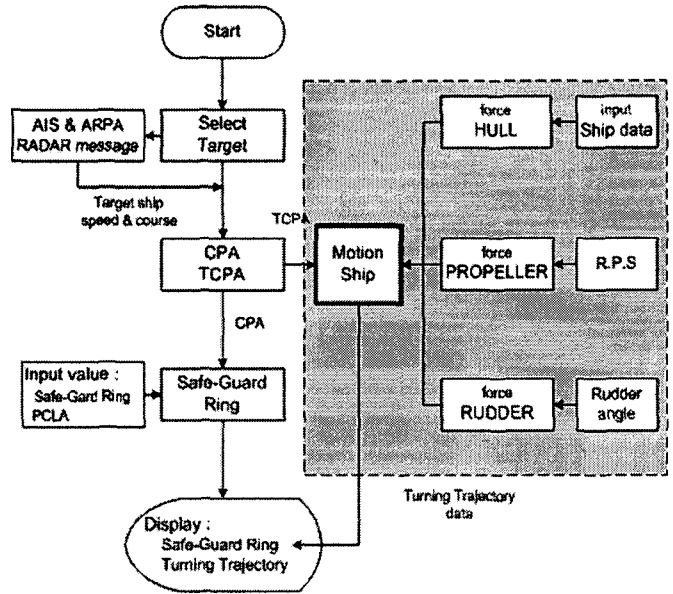 Start
Select
Target
AIS & ARPA
RADAR message
Target ship
speed & course
CPA
TCPA
TCPA
CPA
Input value :
Safe-Gard Ring
PCLA
Safe-Guard
Ring
Display :
Safe-Guard Ring
Turning Trajectory
Motion
Ship
force
HULL
input
Ship data
force
PROPELLER
R.P.S
force
RUDDER
Rudder
angle
Turning Trajectory
data